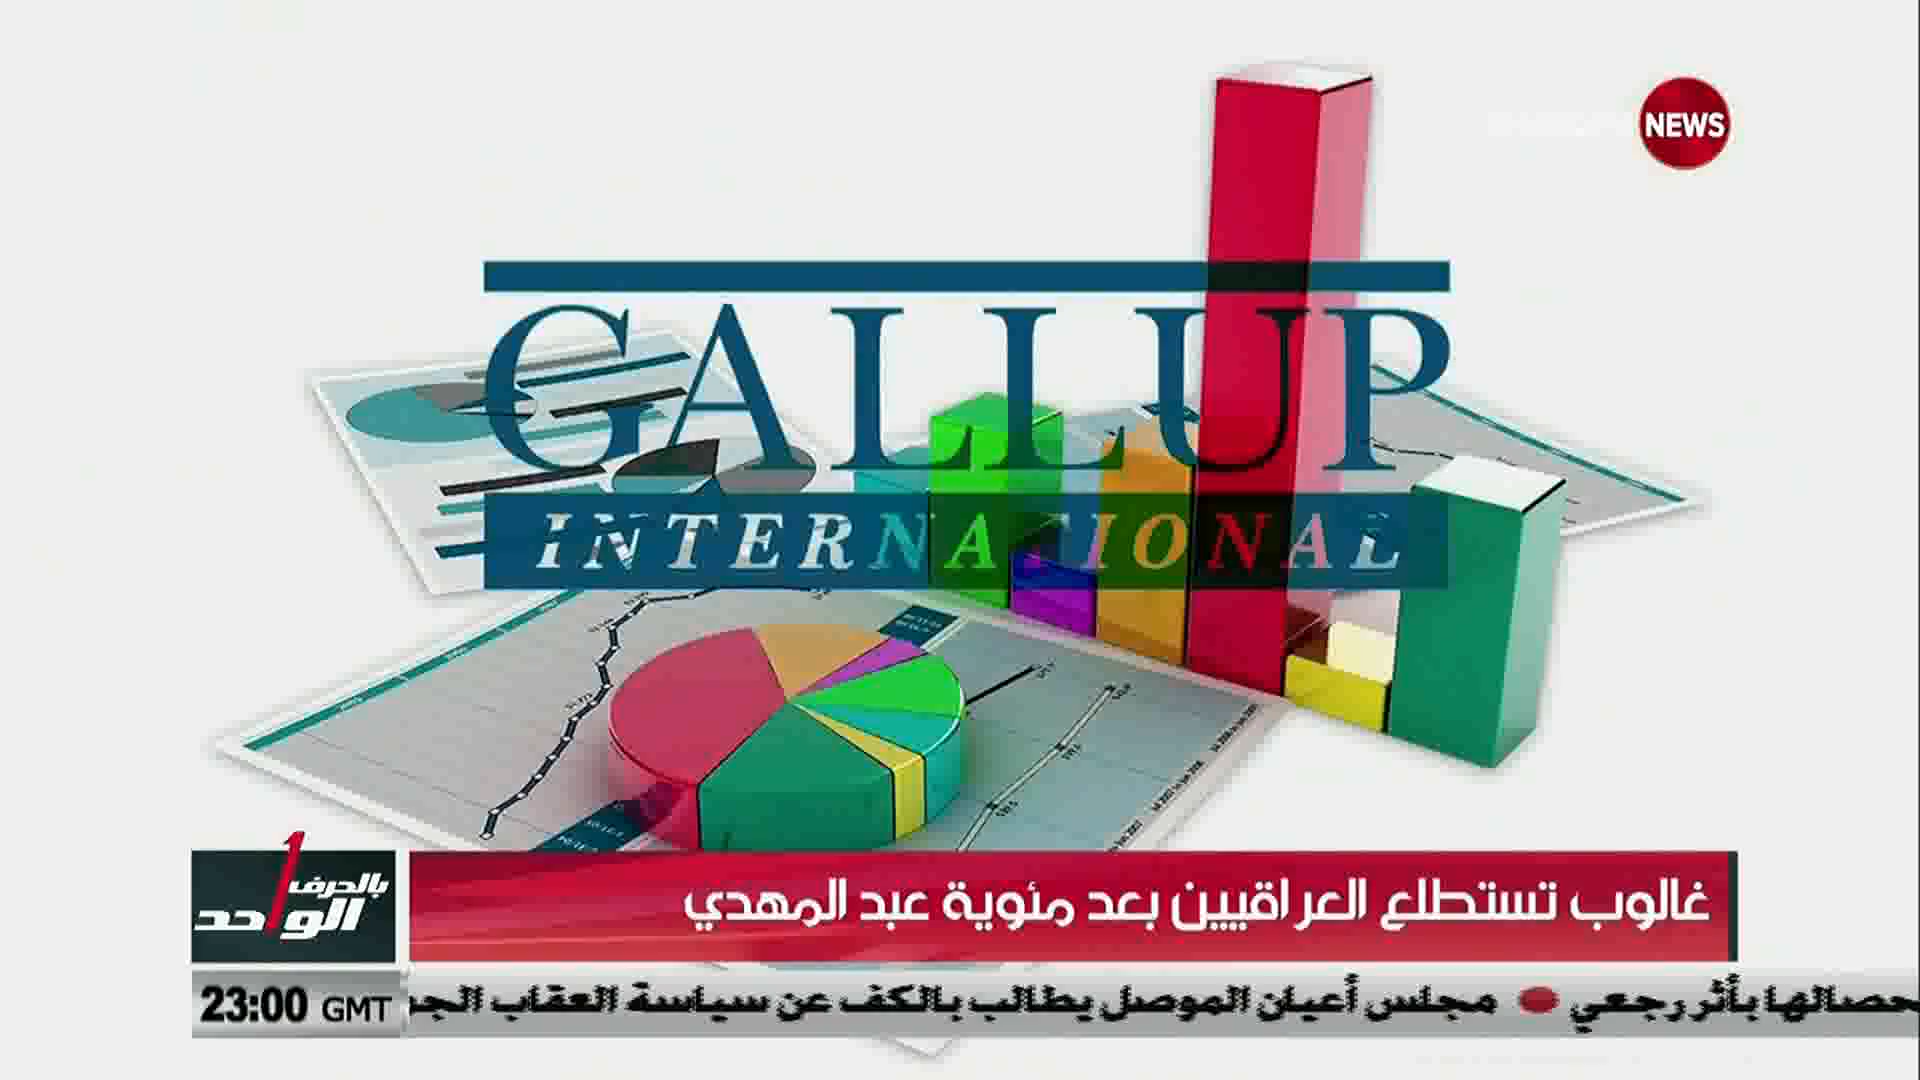 NEWS
GALLUP
INTERNATIONAL
بالحرف
الواحد
غالوب تستطلع العراقيين بعد مئوية عبد المهدي
23:00 GMT
حصالها بأثر رجعي
مجلس أعيان الموصل يطالب بالكف عن سياسة العقاب الجم